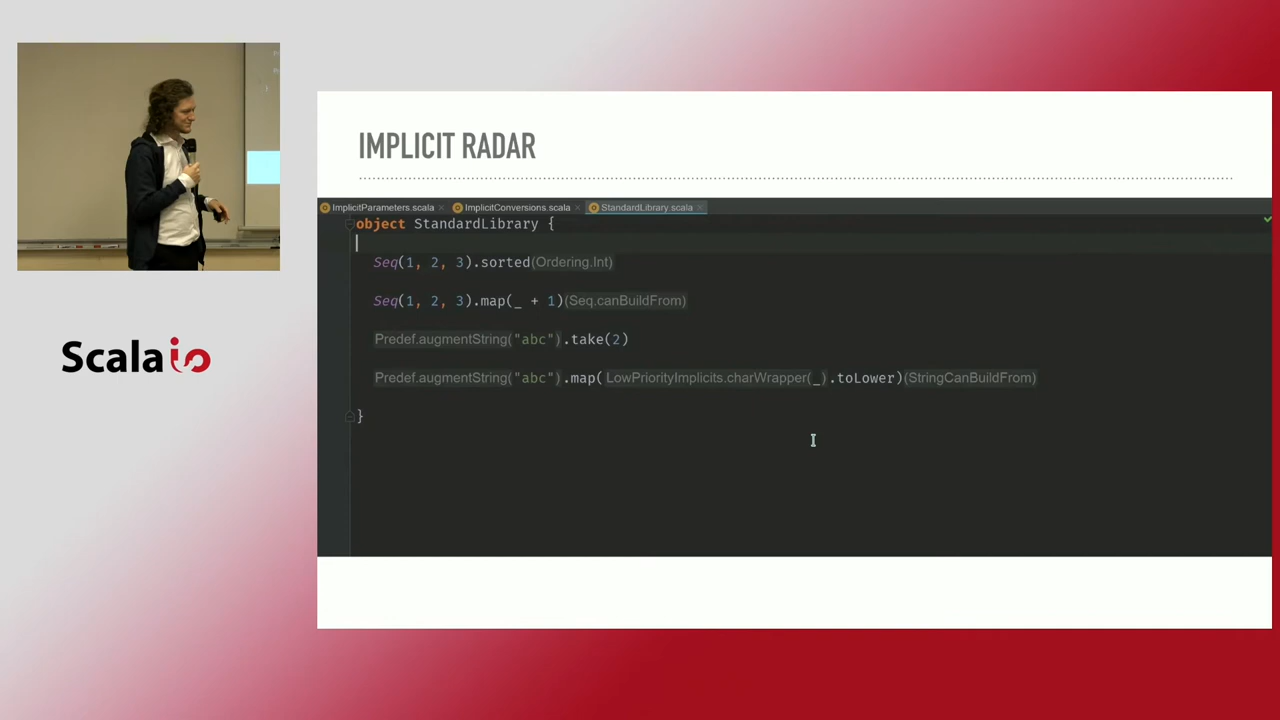 IMPLICIT RADAR
ImplicitParameters.scala × ImplicitConversions.scala × StandardLibrary.scala ×
object StandardLibrary {
Seq(1, 2, 3).sorted(Ordering.Int)
Seq(1, 2, 3).map(_ + 1)(Seq.canBuildFrom)
Predef.augmentString("abc").take(2)
Predef.augmentString("abc").map(LowPriorityImplicits.charWrapper(_).toLower)(StringCanBuildFrom)
}
Scala io